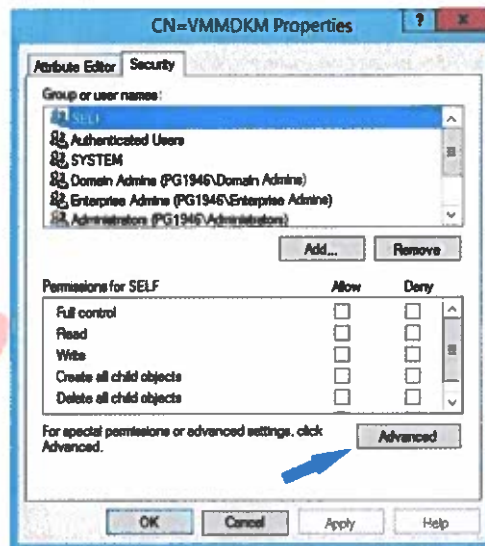 CN=VMMDKM Properties
?
x
Attribute Editor
Security
Group or user names:
SELF
Authenticated Users
SYSTEM
Domain Admins (PG1946\Domain Admins)
Enterprise Admins (PG1946\Enterprise Admins)
Administrators (PG1946\Administrators)
Add...
Remove
Permissions for SELF
Allow
Deny
Full control
Read
Write
Create all child objects
Delete all child objects
For special permissions or advanced settings, click
Advanced.
Advanced
OK
Cancel
Apply
Help